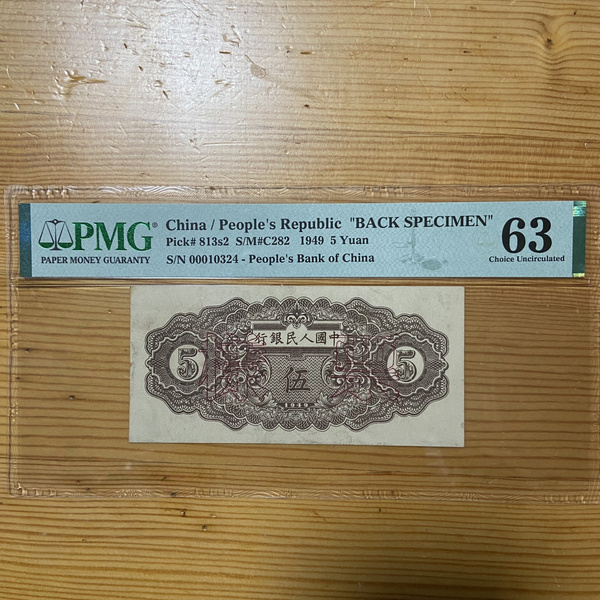 PMG®
PAPER MONEY GUARANTY
China / People's Republic "BACK SPECIMEN"
Pick# 813s2 S/M#C282 1949 5 Yuan
S/N 00010324 - People's Bank of China
63
Choice Uncirculated
行銀民人國中
5
伍
5
1949